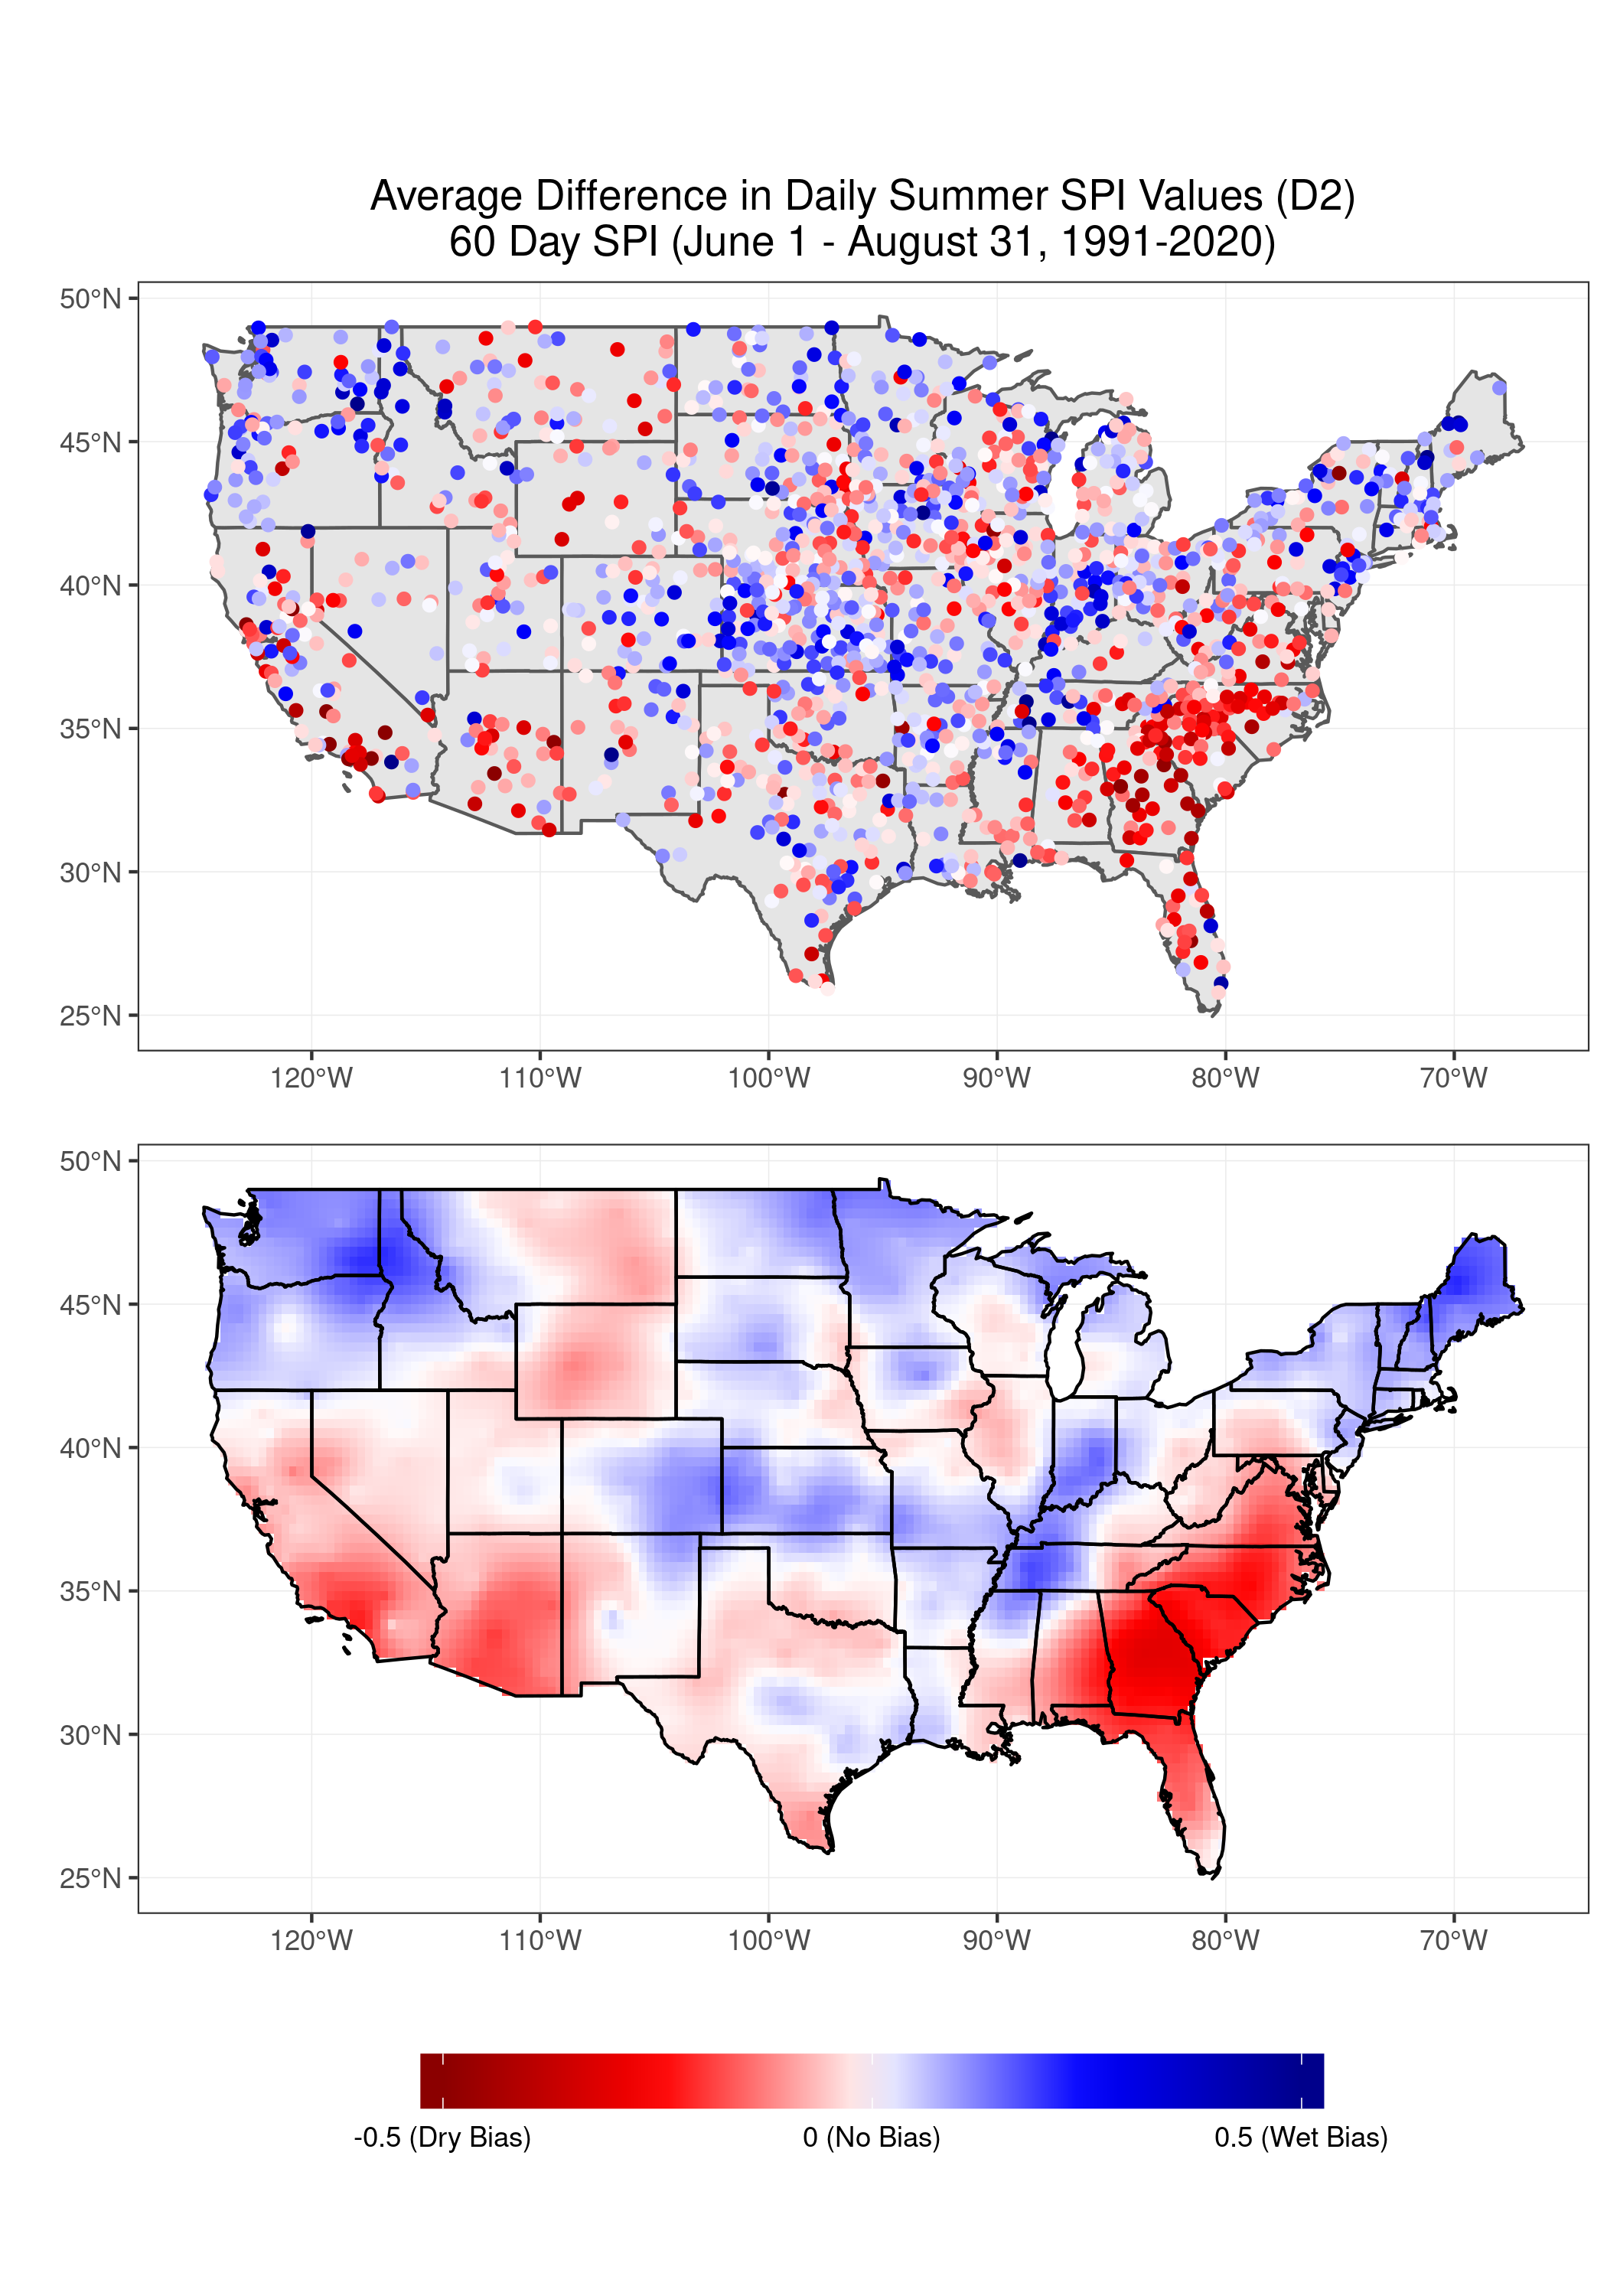 Average Difference in Daily Summer SPI Values (D2)
60 Day SPI (June 1 - August 31, 1991-2020)
50°N
45°N
40°N
35°N
30°N
25°N
120°W 110°W 100°W 90°W 80°W 70°W
50°N
45°N
40°N
35°N
30°N
25°N
120°W 110°W 100°W 90°W 80°W 70°W
-0.5 (Dry Bias) 0 (No Bias) 0.5 (Wet Bias)